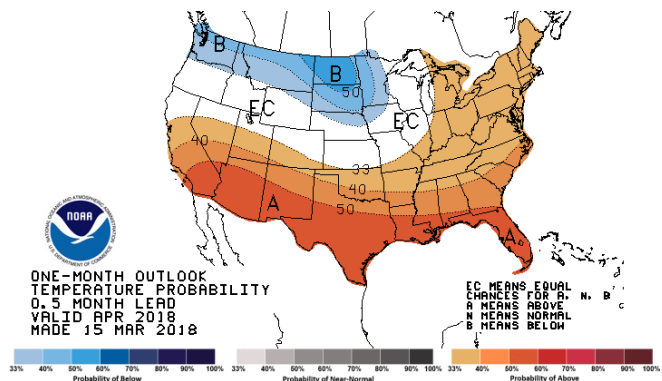 B
B
50
EC
EC
40
33
40
50
A
A
NATIONAL OCEANIC AND ATMOSPHERIC ADMINISTRATION
NOAA
U.S. DEPARTMENT OF COMMERCE
ONE-MONTH OUTLOOK
TEMPERATURE PROBABILITY
0.5 MONTH LEAD
VALID APR 2018
MADE 15 MAR 2018
EC MEANS EQUAL
CHANCES FOR A, N, B
A MEANS ABOVE
N MEANS NORMAL
B MEANS BELOW
33% 40% 50% 60% 70% 80% 90% 100%
Probability of Below
33% 40% 50% 60% 70% 80% 90% 100%
Probability of Near-Normal
33% 40% 50% 60% 70% 80% 90% 100%
Probability of Above